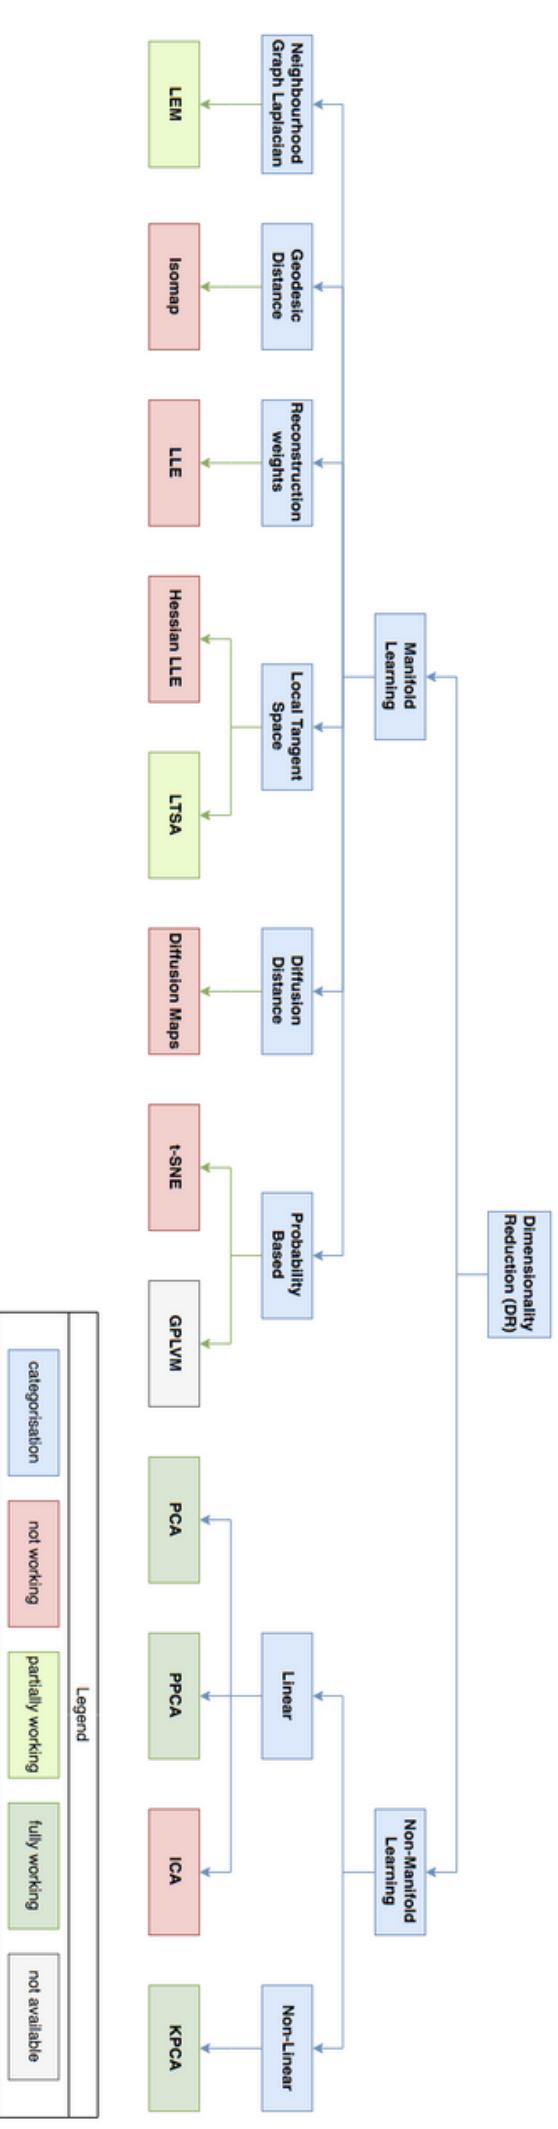 Dimensionality
Reduction (DR)
Manifold
Learning
Non-Manifold
Learning
Neighbourhood
Graph Laplacian
Geodesic
Distance
Reconstruction
weights
Local Tangent
Space
Diffusion
Distance
Probability
Based
Linear
Non-Linear
LEM
Isomap
LLE
Hessian LLE
LTSA
Diffusion Maps
t-SNE
GPLVM
PCA
PPCA
ICA
KPCA
Legend
categorisation
not working
partially working
fully working
not available